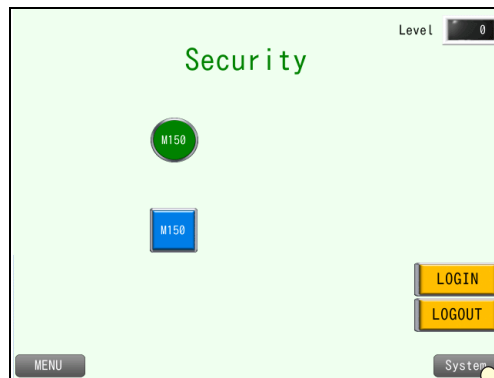 Level 0
Security
M150
M150
LOGIN
LOGOUT
MENU System